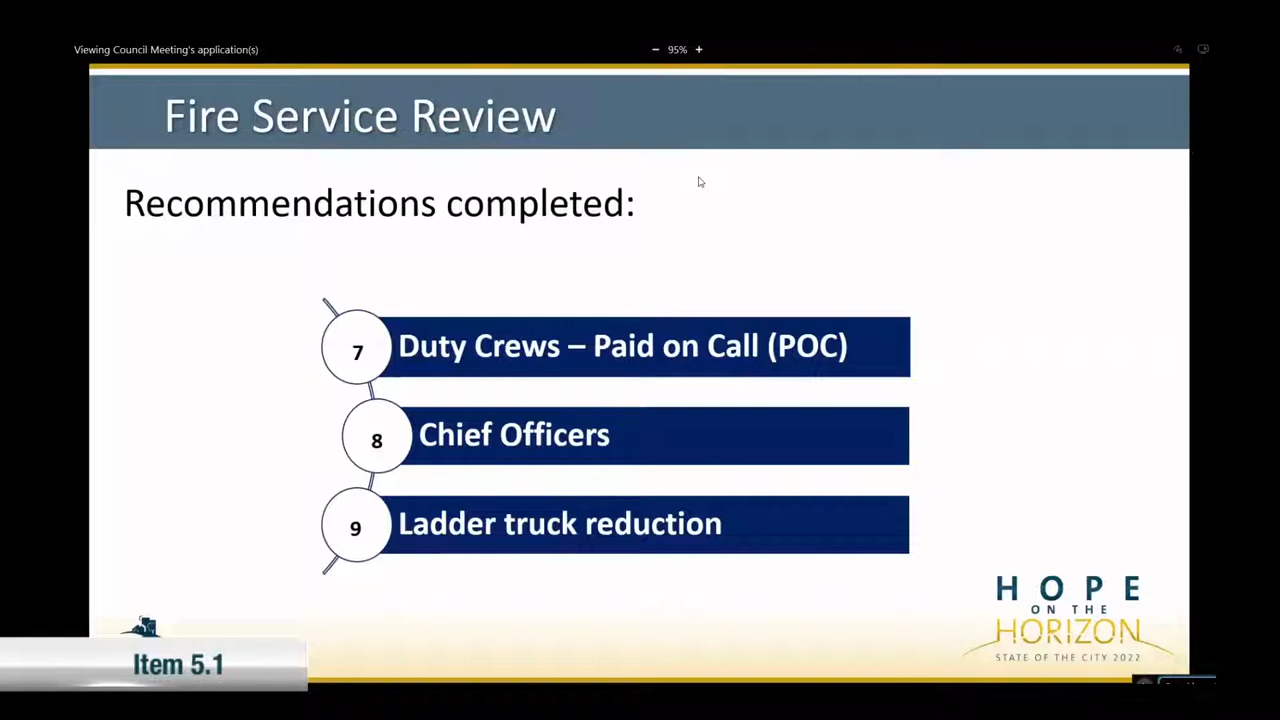 Viewing Council Meeting's application(s)
− 95% +
Fire Service Review
Recommendations completed:
7 Duty Crews – Paid on Call (POC)
8 Chief Officers
9 Ladder truck reduction
HOPE
ON THE
HORIZON
STATE OF THE CITY 2022
Item 5.1